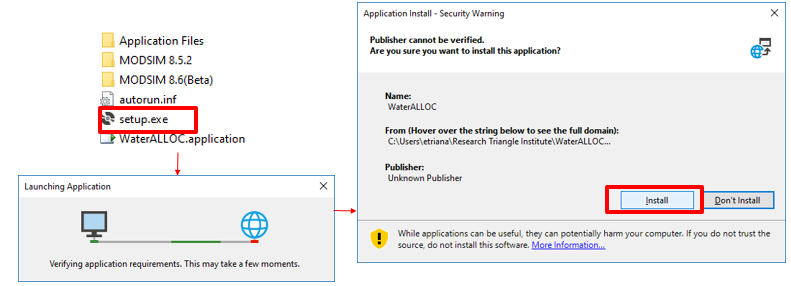 Application Files
MODSIM 8.5.2
MODSIM 8.6(Beta)
autorun.inf
setup.exe
WaterALLOC.application
Launching Application
Verifying application requirements. This may take a few moments.
Application Install - Security Warning
Publisher cannot be verified.
Are you sure you want to install this application?
Name:
WaterALLOC
From (Hover over the string below to see the full domain):
C:\Users\etriana\Research Triangle Institute\WaterALLOC...
Publisher:
Unknown Publisher
Install
Don't Install
While applications can be useful, they can potentially harm your computer. If you do not trust the
source, do not install this software. More Information...